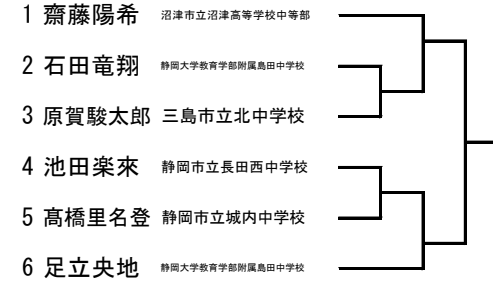 1 齋藤陽希 沼津市立沼津高等学校中等部
2 石田竜翔 静岡大学教育学部附属島田中学校
3 原賀駿太郎 三島市立北中学校
4 池田楽來 静岡市立長田西中学校
5 髙橋里名登 静岡市立城内中学校
6 足立央地 静岡大学教育学部附属島田中学校